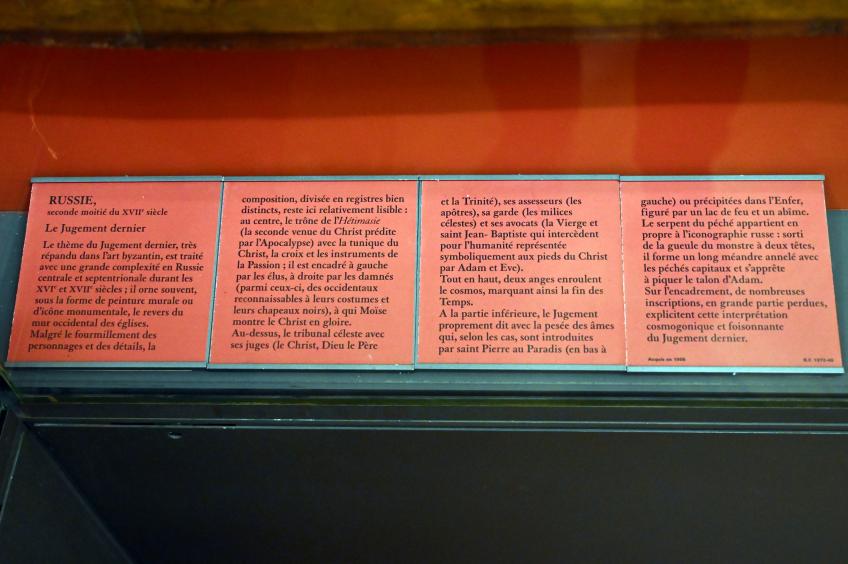 RUSSIE,
seconde moitié du XVIIe siècle
Le Jugement dernier
Le thème du Jugement dernier, très
répandu dans l'art byzantin, est traité
avec une grande complexité en Russie
centrale et septentrionale durant les
XVIe et XVIIe siècles ; il orne souvent,
sous la forme de peinture murale ou
d'icône monumentale, le revers du
mur occidental des églises.
Malgré le fourmillement des
personnages et des détails, la
composition, divisée en registres bien
distincts, reste ici relativement lisible :
au centre, le trône de l'Hétimasie
(la seconde venue du Christ prédite
par l'Apocalypse) avec la tunique du
Christ, la croix et les instruments de
la Passion ; il est encadré à gauche
par les élus, à droite par les damnés
(parmi ceux-ci, des occidentaux
reconnaissables à leurs costumes et
leurs chapeaux noirs), à qui Moïse
montre le Christ en gloire.
Au-dessus, le tribunal céleste avec
ses juges (le Christ, Dieu le Père
et la Trinité), ses assesseurs (les
apôtres), sa garde (les milices
célestes) et ses avocats (la Vierge et
saint Jean- Baptiste qui intercèdent
pour l'humanité représentée
symboliquement aux pieds du Christ
par Adam et Eve).
Tout en haut, deux anges enroulent
le cosmos, marquant ainsi la fin des
Temps.
A la partie inférieure, le Jugement
proprement dit avec la pesée des âmes
qui, selon les cas, sont introduites
par saint Pierre au Paradis (en bas à
gauche) ou précipitées dans l'Enfer,
figuré par un lac de feu et un abîme.
Le serpent du péché appartient en
propre à l'iconographie russe : sorti
de la gueule du monstre à deux têtes,
il forme un long méandre annelé avec
les péchés capitaux et s'apprête
à piquer le talon d'Adam.
Sur l'encadrement, de nombreuses
inscriptions, en grande partie perdues,
explicitent cette interprétation
cosmogonique et foisonnante
du Jugement dernier.
Acquis en